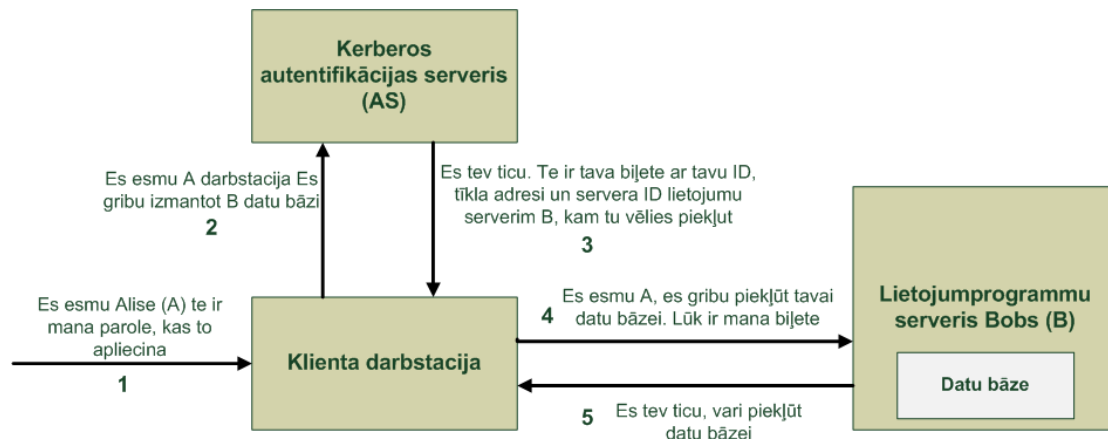 Kerberos
autentifikācijas serveris
(AS)
Es esmu A darbstacija Es
gribu izmantot B datu bāzi
2
Es tev ticu. Te ir tava biļete ar tavu ID,
tīkla adresi un servera ID lietojumu
serverim B, kam tu vēlies piekļut
3
Es esmu Alise (A) te ir
mana parole, kas to
apliecina
1
Klienta darbstacija
4
Es esmu A, es gribu piekļūt tavai
datu bāzei. Lūk ir mana biļete
Lietojumprogrammu
serveris Bobs (B)
Datu bāze
5
Es tev ticu, vari piekļūt
datu bāzei